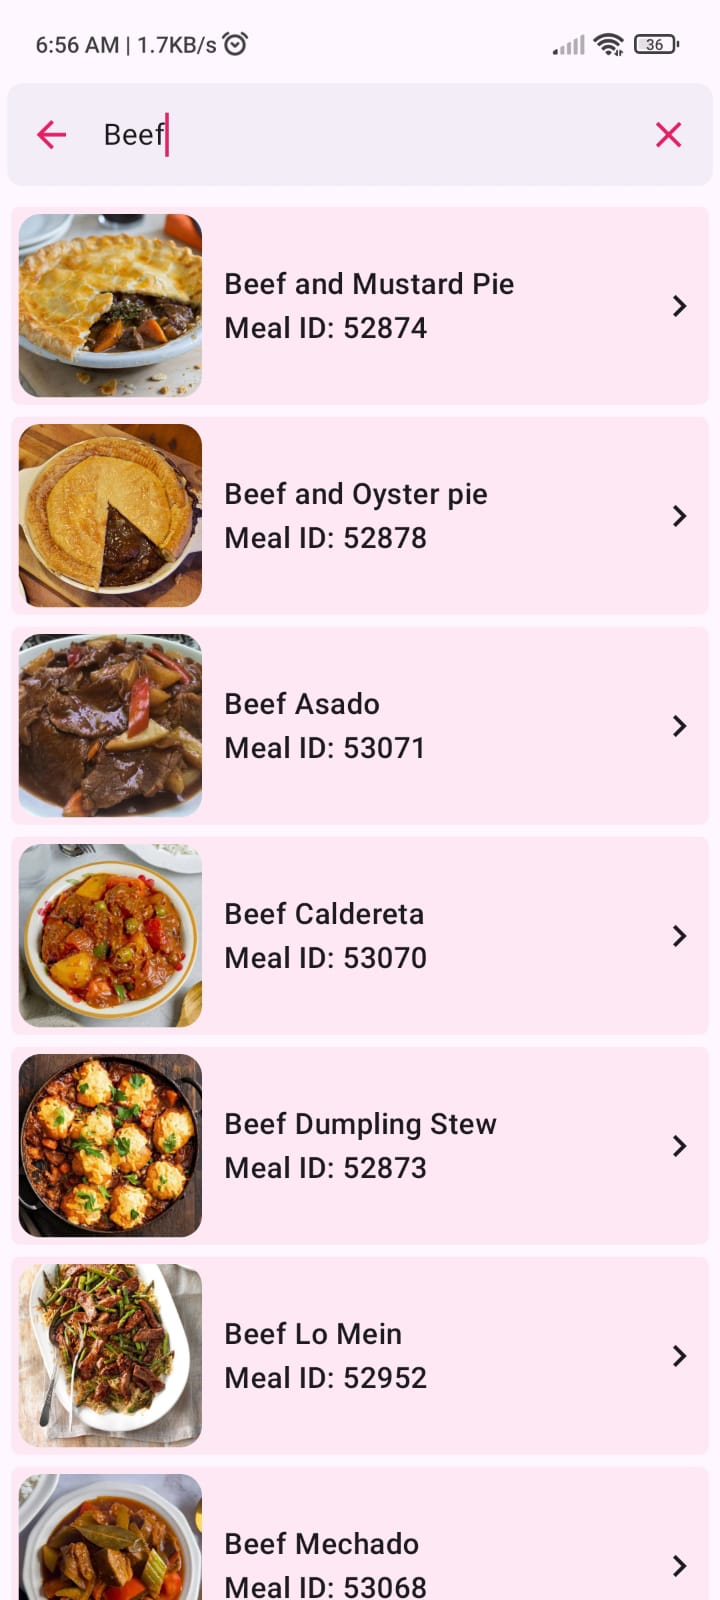 6:56 AM | 1.7KB/s
36
Beef
Beef and Mustard Pie
Meal ID: 52874
Beef and Oyster pie
Meal ID: 52878
Beef Asado
Meal ID: 53071
Beef Caldereta
Meal ID: 53070
Beef Dumpling Stew
Meal ID: 52873
Beef Lo Mein
Meal ID: 52952
Beef Mechado
Meal ID: 53068